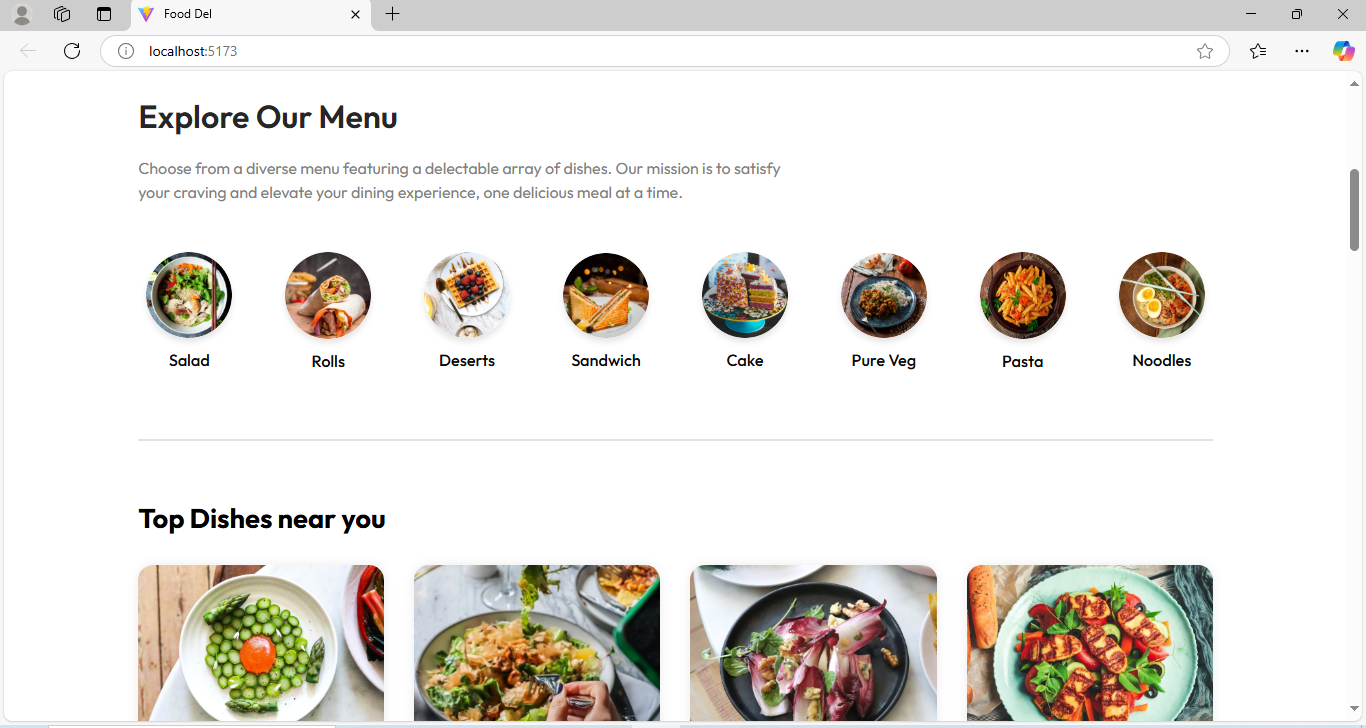 Food Del
localhost:5173
Explore Our Menu
Choose from a diverse menu featuring a delectable array of dishes. Our mission is to satisfy
your craving and elevate your dining experience, one delicious meal at a time.
Salad
Rolls
Deserts
Sandwich
Cake
Pure Veg
Pasta
Noodles
Top Dishes near you